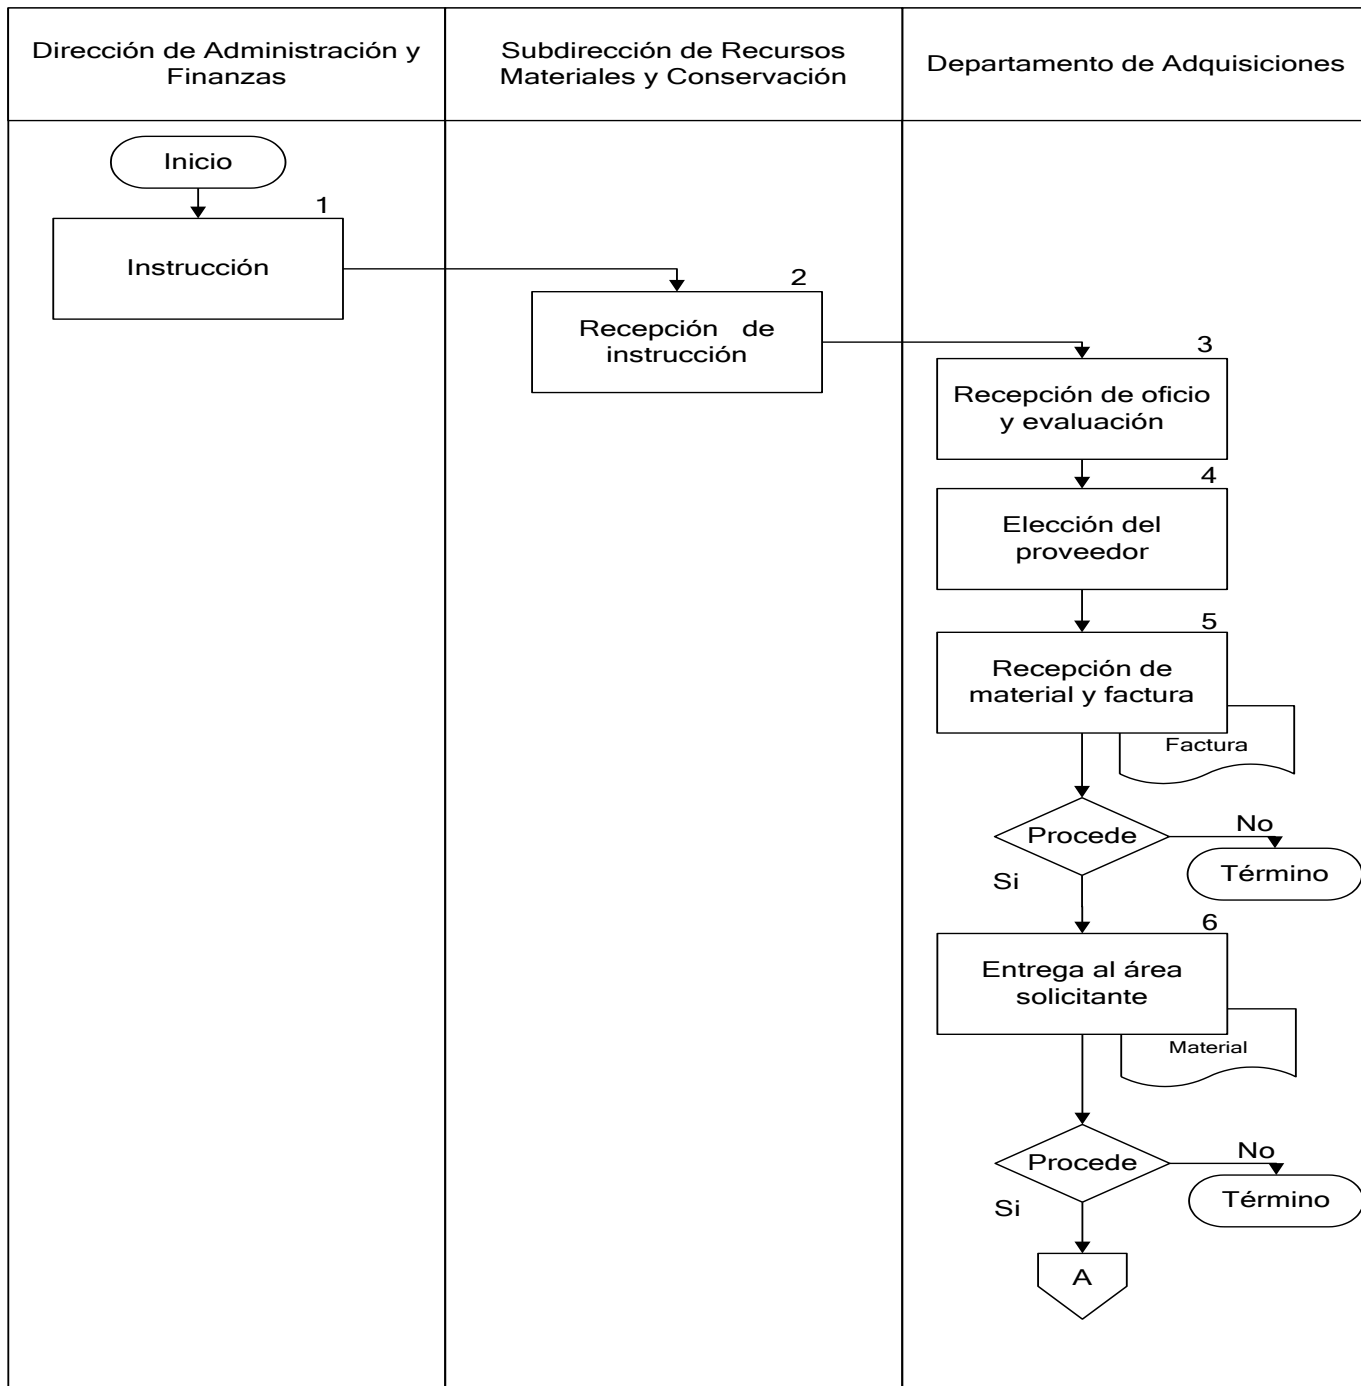 Dirección de Administración y
Finanzas
Subdirección de Recursos
Materiales y Conservación
Departamento de Adquisiciones
Inicio
1
Instrucción
2
Recepción de
instrucción
3
Recepción de oficio
y evaluación
4
Elección del
proveedor
5
Recepción de
material y factura
Factura
Procede
No
Término
Si
6
Entrega al área
solicitante
Material
Procede
No
Término
Si
A